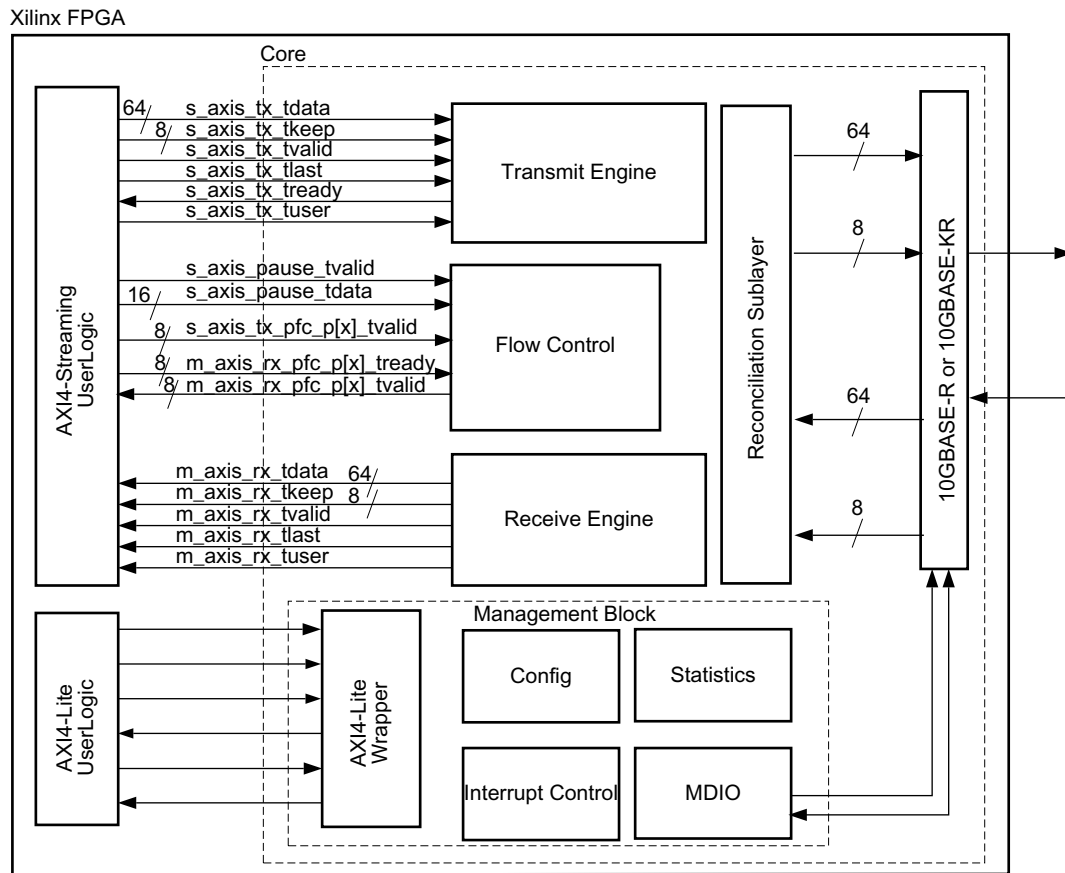 Xilinx FPGA
Core
AXI4-Streaming
UserLogic
64
s_axis_tx_tdata
8
s_axis_tx_tkeep
s_axis_tx_tvalid
s_axis_tx_tlast
s_axis_tx_tready
s_axis_tx_tuser
Transmit Engine
s_axis_pause_tvalid
16
s_axis_pause_tdata
8
s_axis_tx_pfc_p[x]_tvalid
8
m_axis_rx_pfc_p[x]_tready
8
m_axis_rx_pfc_p[x]_tvalid
Flow Control
m_axis_rx_tdata
64
m_axis_rx_tkeep
8
m_axis_rx_tvalid
m_axis_rx_tlast
m_axis_rx_tuser
Receive Engine
Reconciliation Sublayer
64
8
64
8
10GBASE-R or 10GBASE-KR
AXI4-Lite
UserLogic
Management Block
AXI4-Lite
Wrapper
Config
Statistics
Interrupt Control
MDIO